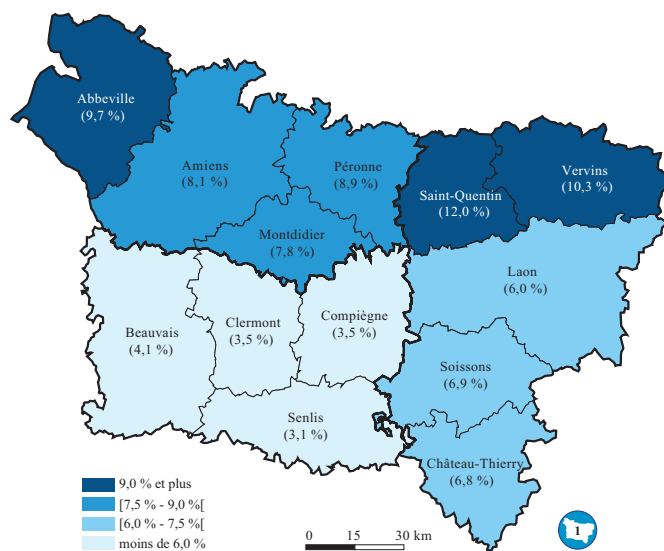 Abbeville
(9,7 %)
Amiens
(8,1 %)
Péronne
(8,9 %)
Saint-Quentin
(12,0 %)
Vervins
(10,3 %)
Montdidier
(7,8 %)
Laon
(6,0 %)
Beauvais
(4,1 %)
Clermont
(3,5 %)
Compiègne
(3,5 %)
Soissons
(6,9 %)
Senlis
(3,1 %)
Château-Thierry
(6,8 %)
9,0 % et plus
[7,5 % - 9,0 %[
[6,0 % - 7,5 %[
moins de 6,0 %
0 15 30 km
1